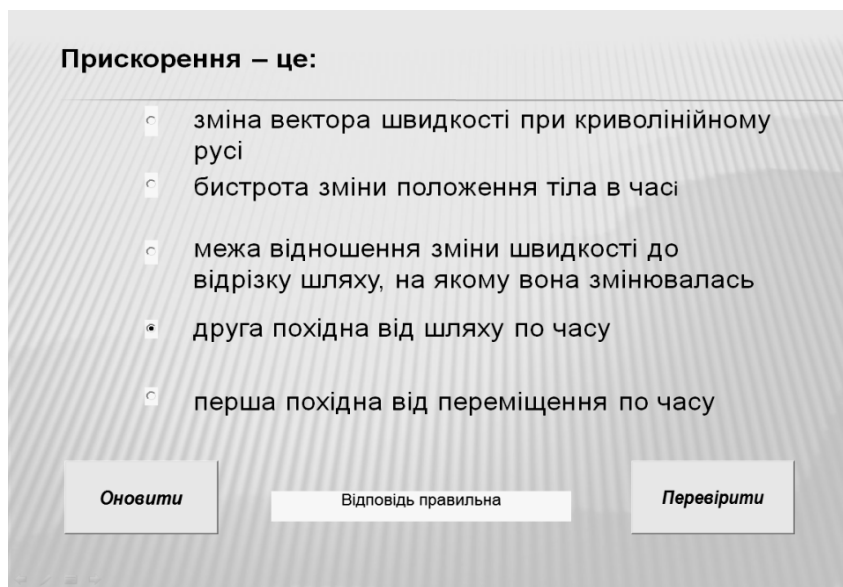 Прискорення – це:
зміна вектора швидкості при криволінійному
русі
бистрота зміни положення тіла в часі
межа відношення зміни швидкості до
відрізку шляху, на якому вона змінювалась
друга похідна від шляху по часу
перша похідна від переміщення по часу
Оновити
Відповідь правильна
Перевірити